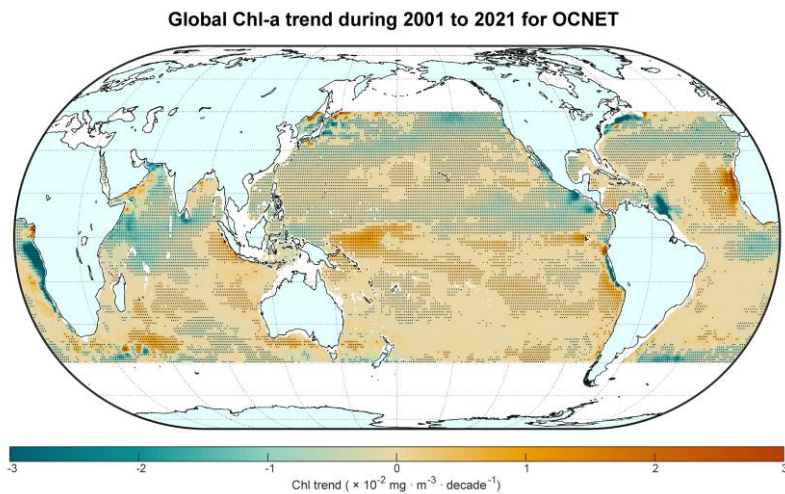 Global Chl-a trend during 2001 to 2021 for OCNET
-3 -2 -1 0 1 2 3
Chl trend ( × 10⁻² mg · m⁻³ · decade⁻¹)